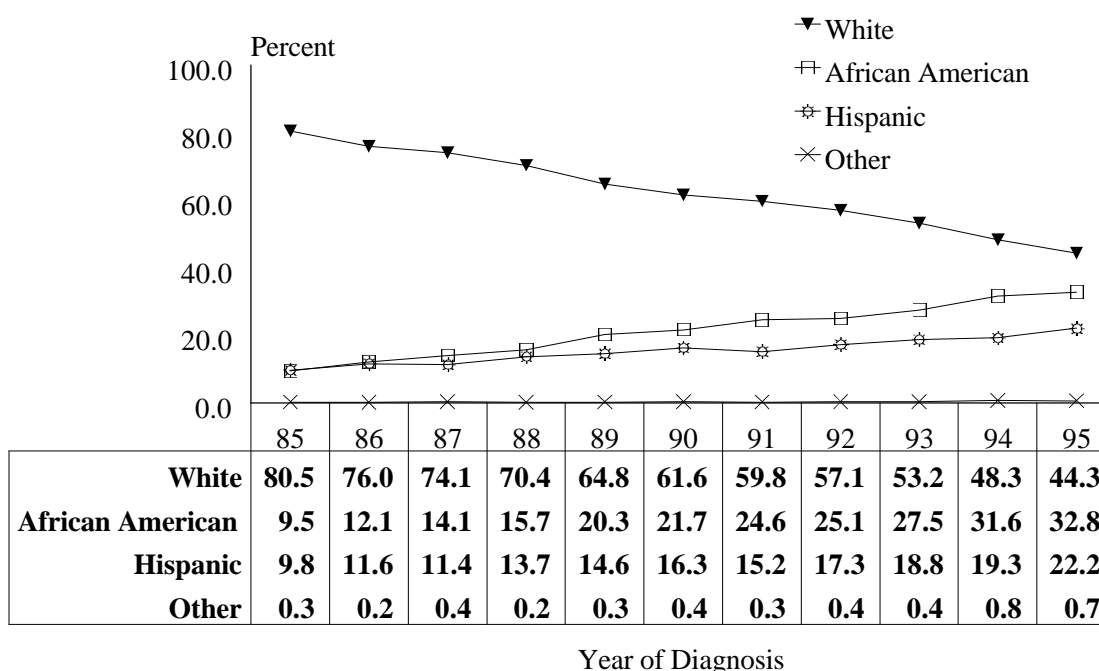 Percent
White
African American
Hispanic
Other
100.0
80.0
60.0
40.0
20.0
0.0
85 86 87 88 89 90 91 92 93 94 95
White 80.5 76.0 74.1 70.4 64.8 61.6 59.8 57.1 53.2 48.3 44.3
African American 9.5 12.1 14.1 15.7 20.3 21.7 24.6 25.1 27.5 31.6 32.8
Hispanic 9.8 11.6 11.4 13.7 14.6 16.3 15.2 17.3 18.8 19.3 22.2
Other 0.3 0.2 0.4 0.2 0.3 0.4 0.3 0.4 0.4 0.8 0.7
Year of Diagnosis